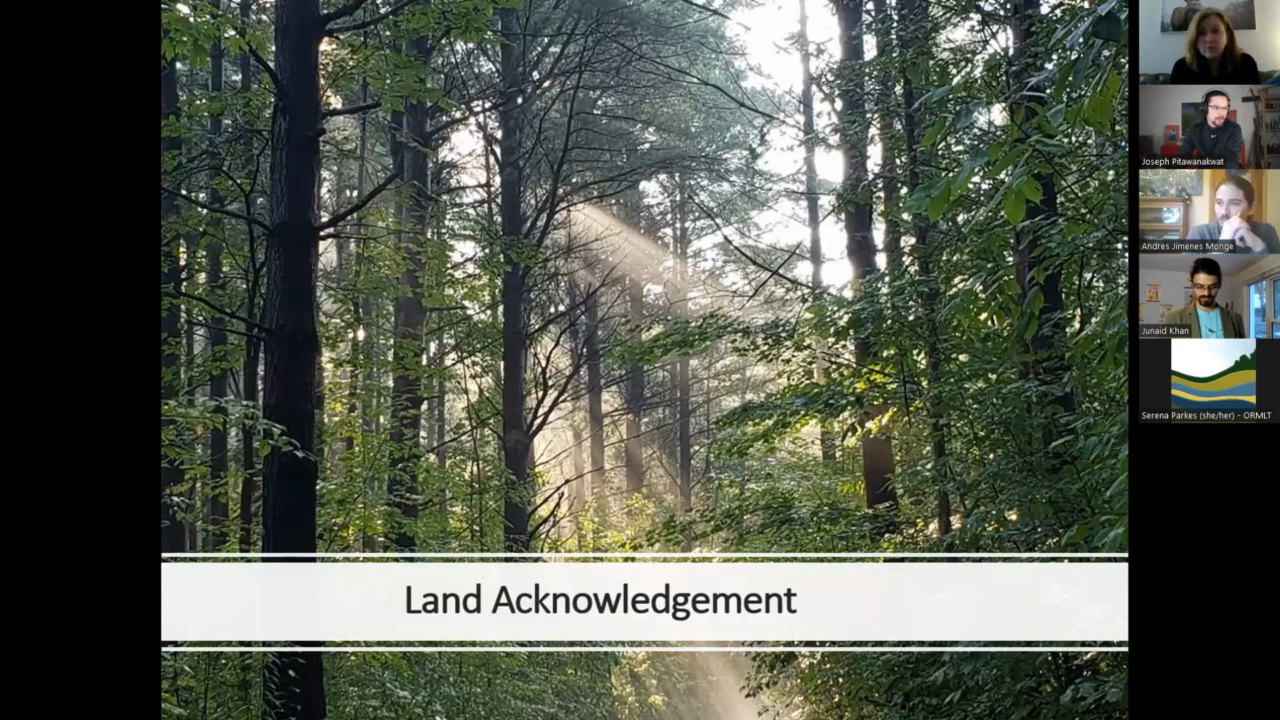 Joseph Pitawanakwat
Andres Jimenes Monge
Junaid Khan
Serena Parkes (she/her) - ORMLT
Land Acknowledgement